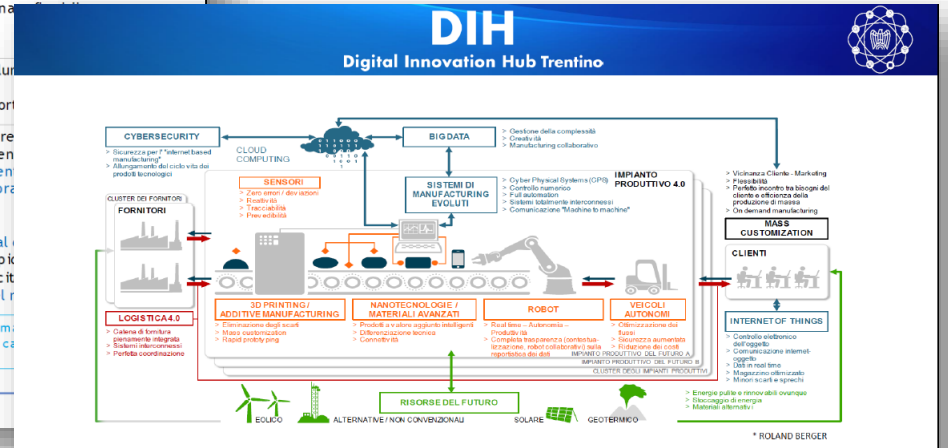 DIH
Digital Innovation Hub Trentino
CYBERSECURITY
> Sicurezza per l' "internet based
manufacturing"
> Allungamento del ciclo vita dei
prodotti tecnologici
CLOUD
COMPUTING
BIG DATA
> Gestione della complessità
> Creatività
> Manufacturing collaborativo
SENSORI
> Zero errori / deviazioni
> Reattività
> Tracciabilità
> Prevedibilità
SISTEMI DI
MANUFACTURING
EVOLUTI
> Cyber Physical Systems (CPS)
> Controllo numerico
> Full automation
> Sistemi totalmente interconnessi
> Comunicazione "Machine to machine"
IMPIANTO
PRODUTTIVO 4.0
> Vicinanza Cliente - Marketing
> Flessibilità
> Perfetto incontro tra bisogni del
cliente e efficienza della
produzione di massa
> On demand manufacturing
MASS
CUSTOMIZATION
CLUSTER DEI FORNITORI
FORNITORI
CLIENTI
LOGISTICA 4.0
> Catena di fornitura
pienamente integrata
> Sistemi interconnessi
> Perfetta coordinazione
3D PRINTING /
ADDITIVE MANUFACTURING
> Eliminazione degli scarti
> Mass customization
> Rapid prototyping
NANOTECNOLOGIE /
MATERIALI AVANZATI
> Prodotti a valore aggiunto intelligenti
> Differenziazione tecnica
> Connettività
ROBOT
> Real time – Autonomia –
Produttività
> Completa trasparenza (contestua-
lizzazione, robot collaborativi) sulla
reportistica dei dati
VEICOLI
AUTONOMI
> Ottimizzazione dei
flussi
> Sicurezza aumentata
> Riduzione dei costi
INTERNET OF THINGS
> Controllo elettronico
dell'oggetto
> Comunicazione internet-
oggetto
> Dati in real time
> Magazzino ottimizzato
> Minori scarti e sprechi
IMPIANTO PRODUTTIVO DEL FUTURO A
IMPIANTO PRODUTTIVO DEL FUTURO B
CLUSTER DEGLI IMPIANTI PRODUTTIVI
RISORSE DEL FUTURO
> Energie pulite e rinnovabili ovunque
> Stoccaggio di energia
> Materiali alternativi
EOLICO
ALTERNATIVE / NON CONVENZIONALI
SOLARE
GEOTERMICO
* ROLAND BERGER